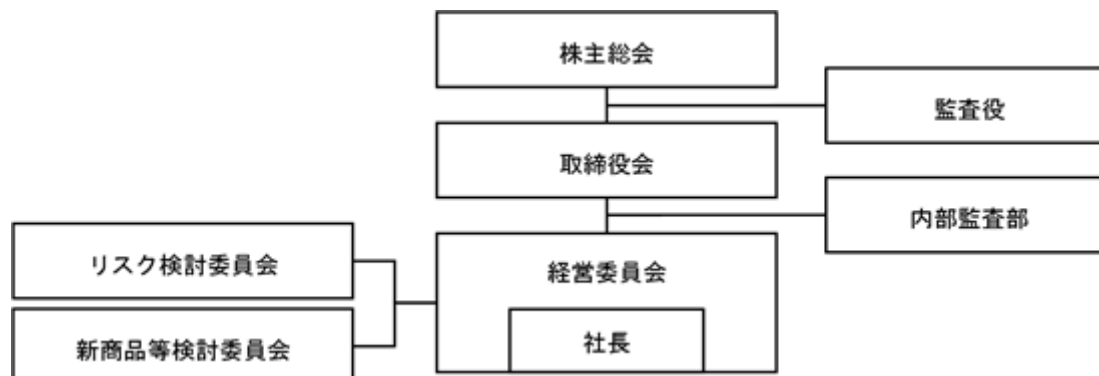 株主総会
監査役
取締役会
内部監査部
リスク検討委員会
経営委員会
新商品等検討委員会
社長